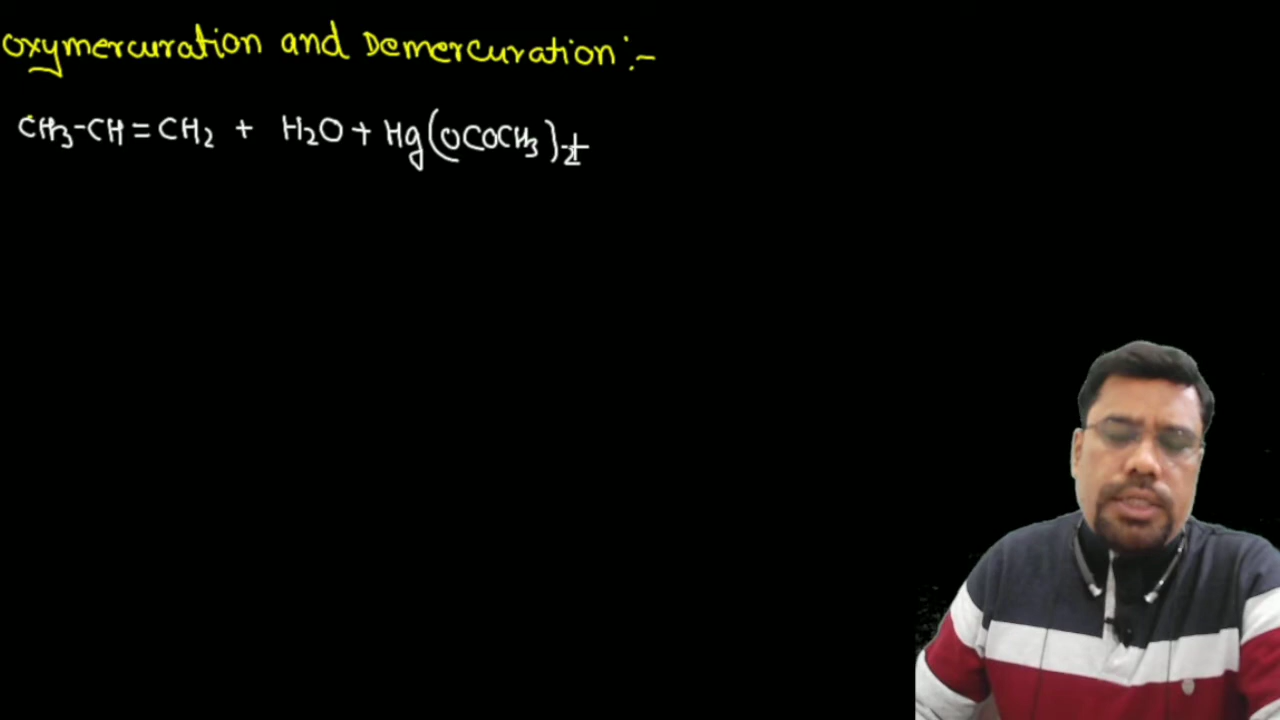 oxymercuration and Demercuration:-
CH3-CH=CH2 + H2O + Hg(OCOCH3)2+